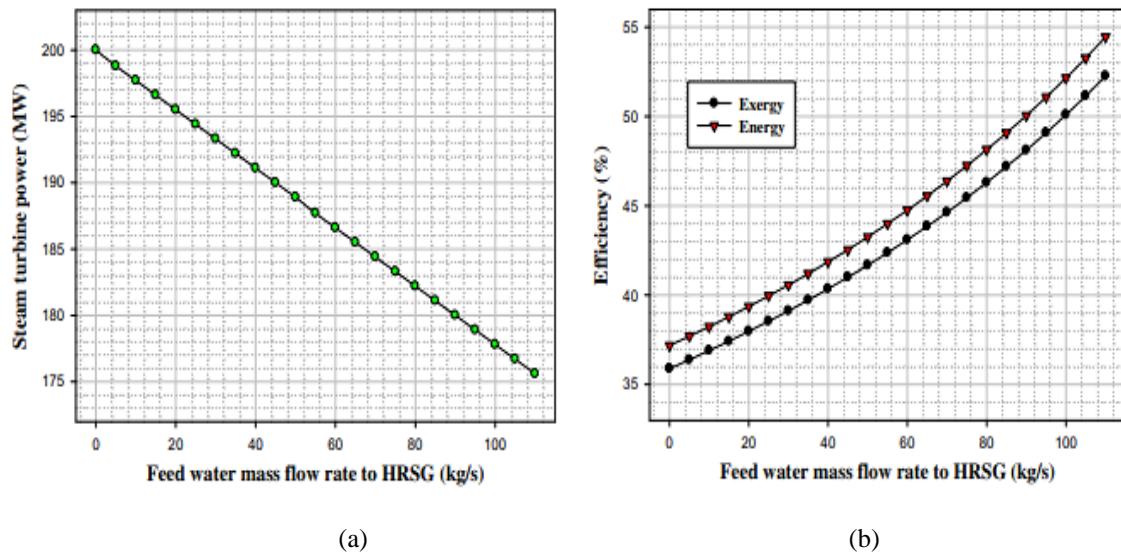 Steam turbine power (MW)
200
195
190
185
180
175
0 20 40 60 80 100
Feed water mass flow rate to HRSG (kg/s)
(a)
Efficiency ( %)
55
50
45
40
35
Exergy
Energy
0 20 40 60 80 100
Feed water mass flow rate to HRSG (kg/s)
(b)